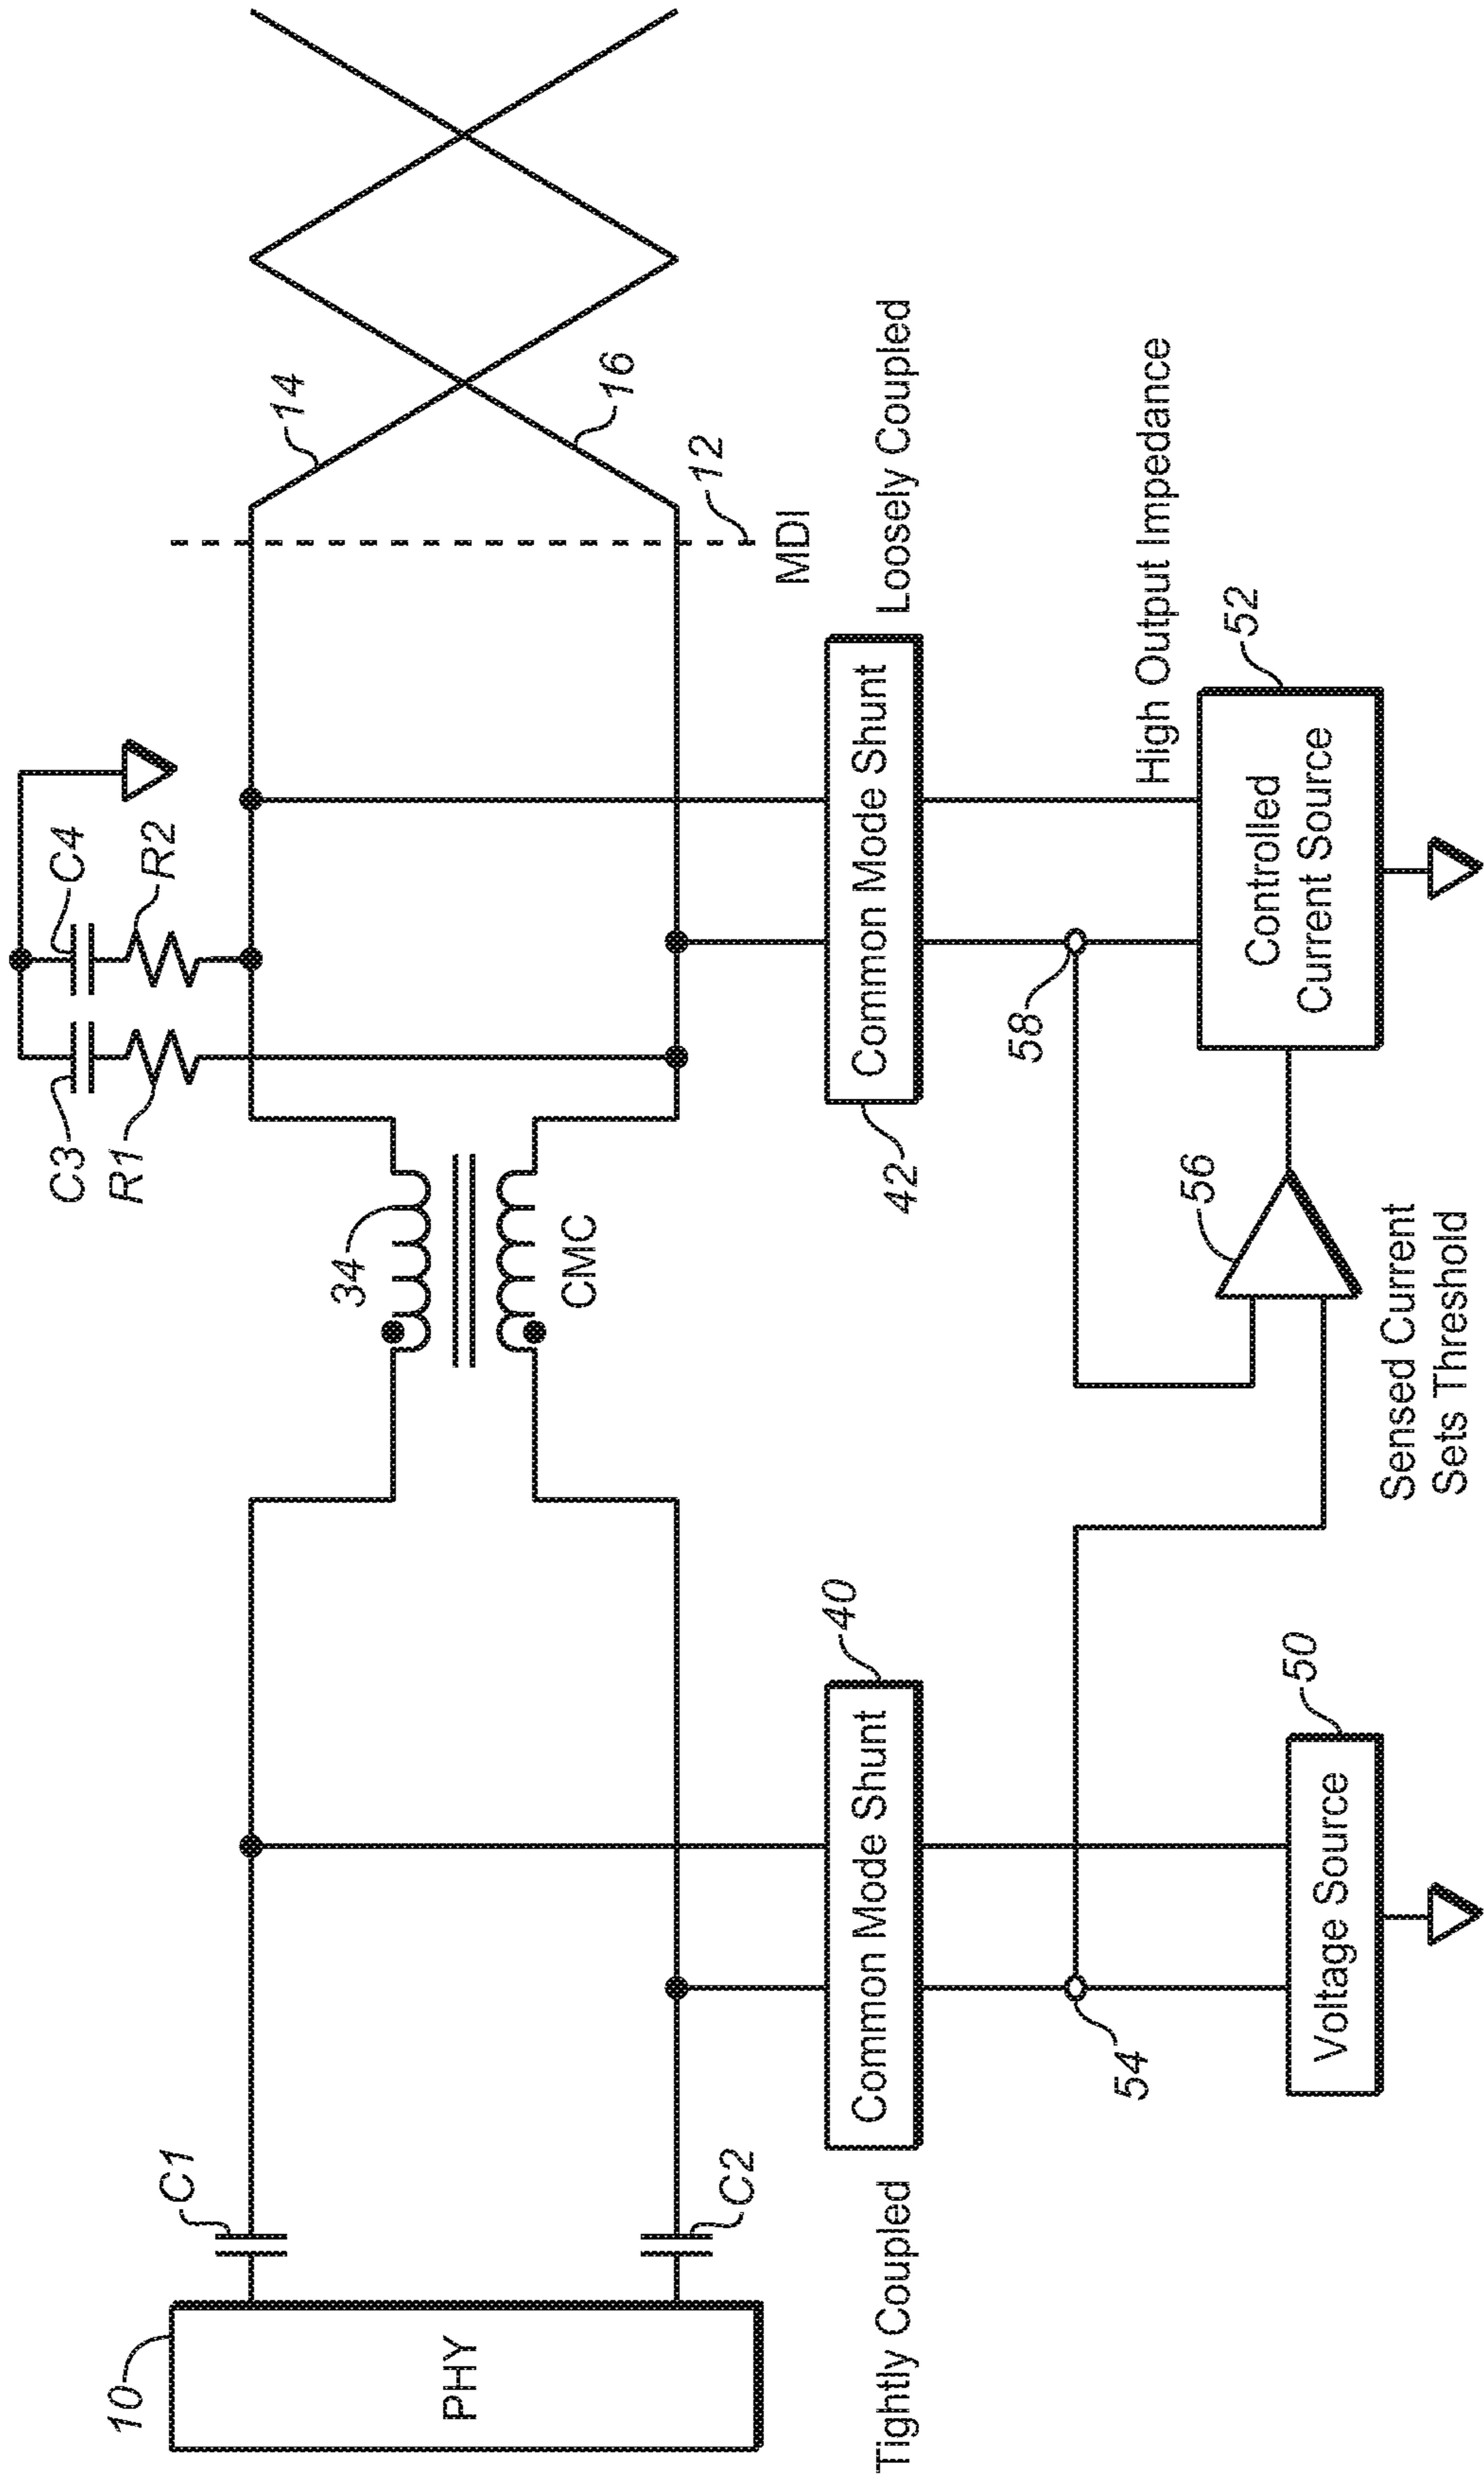 C3
C4
R1
R2
10
PHY
C1
C2
34
CMC
14
16
12
MDI
Tightly Coupled
Common Mode Shunt
40
42
Common Mode Shunt
Loosely Coupled
54
58
High Output Impedance
Voltage Source
50
56
Controlled
Current Source
52
Sensed Current
Sets Threshold